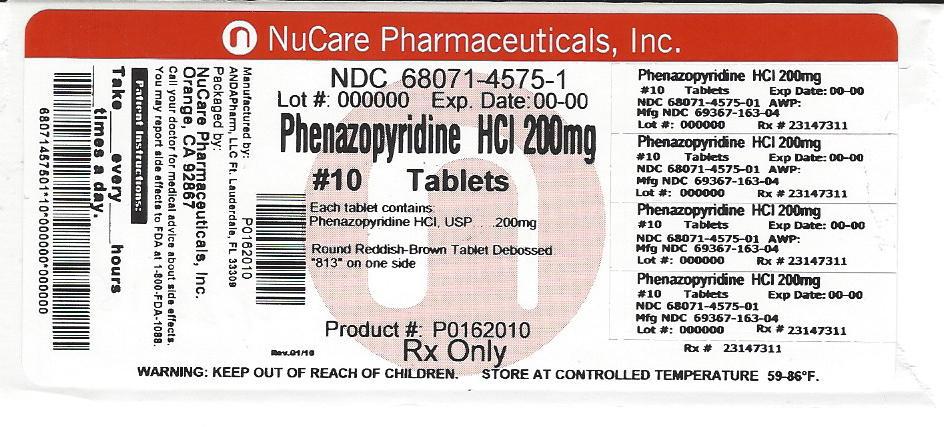 n NuCare Pharmaceuticals, Inc.
68071457501*10*000000*000000
Take ____ every ____ hours
____ times a day.
Patient Instructions:
You may report side effects to FDA at 1-800-FDA-1088.
Call your doctor for medical advice about side effects.
Orange, CA 92867
NuCare Pharmaceuticals, Inc.
Packaged by:
ANDAPharm, LLC Ft. Lauderdale, FL 33309
Manufactured by:
P0162010
NDC 68071-4575-1
Lot #: 000000 Exp. Date: 00-00
Phenazopyridine HCl 200mg
#10 Tablets
Each tablet contains:
Phenazopyridine HCl, USP ....200mg
Round Reddish-Brown Tablet Debossed
"813" on one side
Product #: P0162010
Rev.01/16
Rx Only
Phenazopyridine HCl 200mg
#10 Tablets Exp Date: 00-00
NDC 68071-4575-01 AWP:
Mfg NDC 69367-163-04
Lot #: 000000 Rx # 23147311
Phenazopyridine HCl 200mg
#10 Tablets Exp Date: 00-00
NDC 68071-4575-01 AWP:
Mfg NDC 69367-163-04
Lot #: 000000 Rx # 23147311
Phenazopyridine HCl 200mg
#10 Tablets Exp Date: 00-00
NDC 68071-4575-01 AWP:
Mfg NDC 69367-163-04
Lot #: 000000 Rx # 23147311
Phenazopyridine HCl 200mg
#10 Tablets Exp Date: 00-00
NDC 68071-4575-01
Mfg NDC 69367-163-04
Lot #: 000000 Rx # 23147311
Rx # 23147311
WARNING: KEEP OUT OF REACH OF CHILDREN. STORE AT CONTROLLED TEMPERATURE 59-86°F.